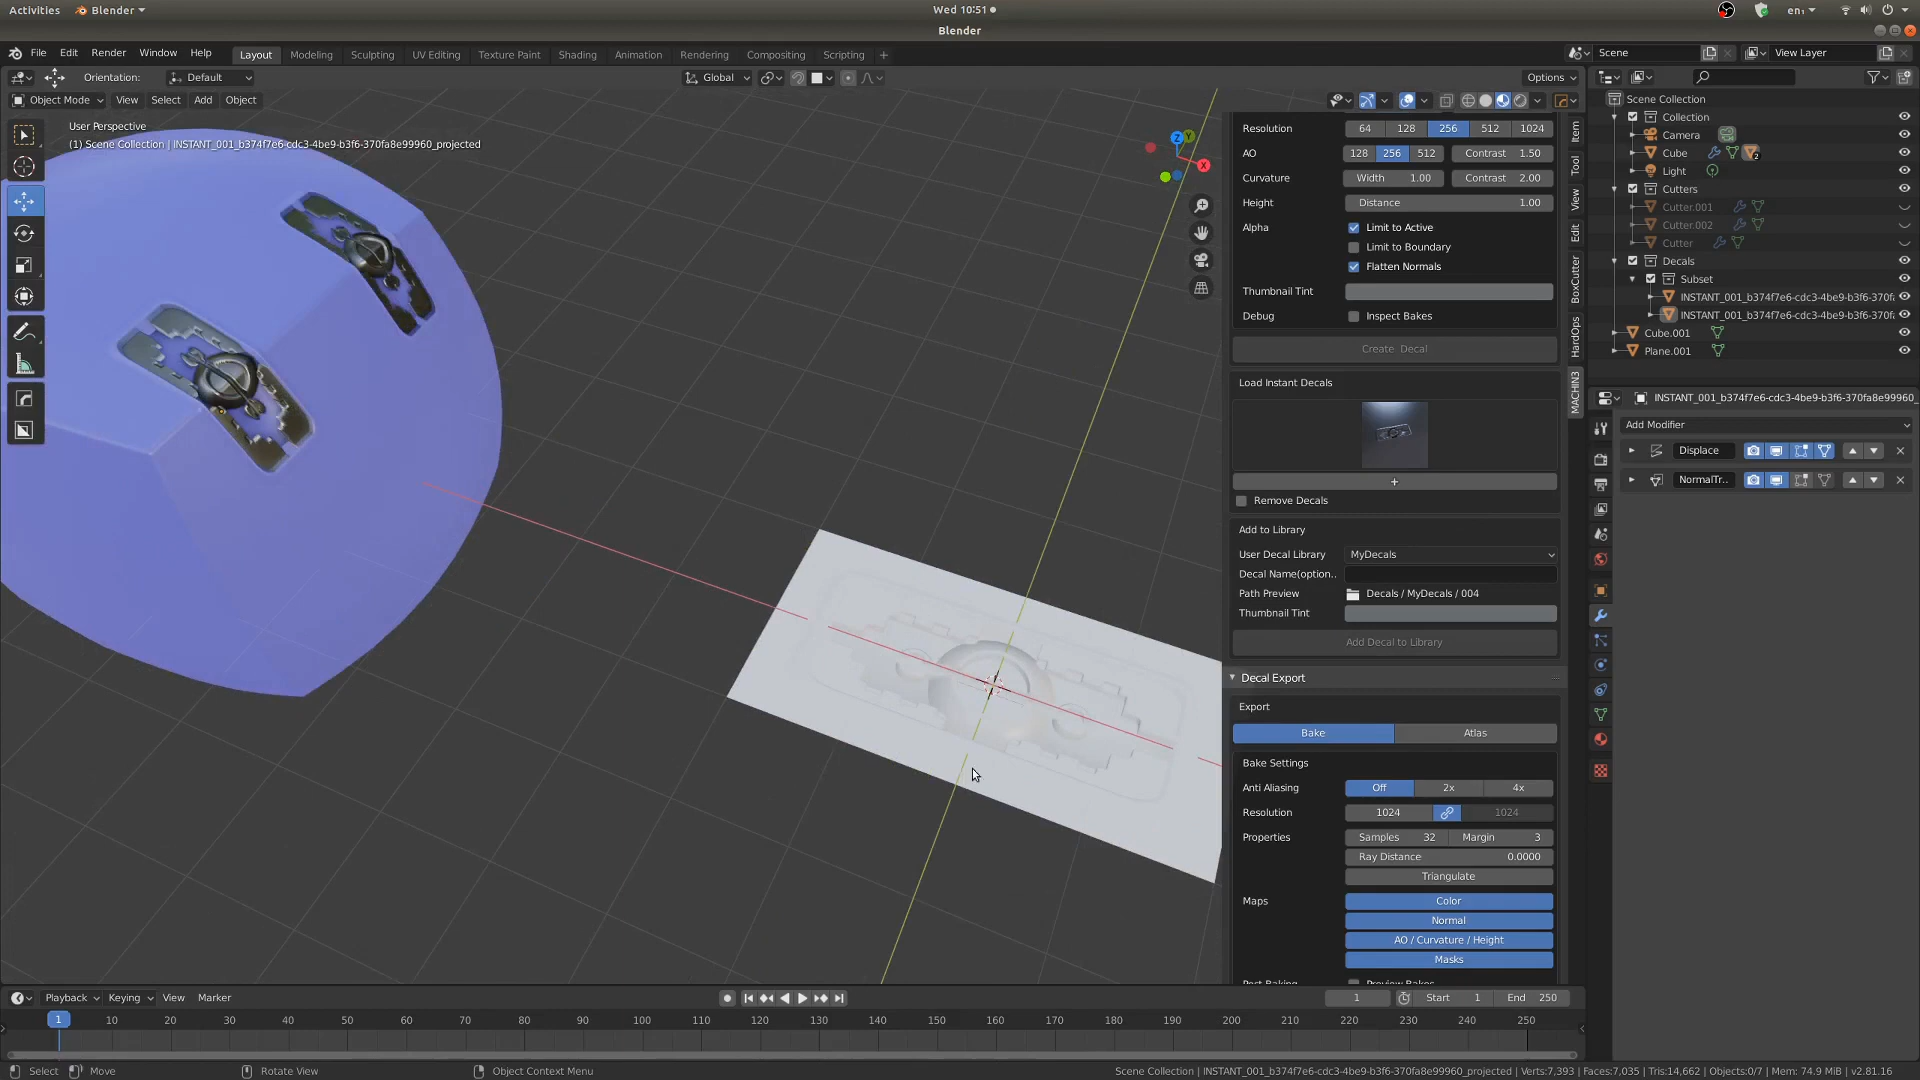 Activities Blender Wed 10:51 en₁
Blender
File Edit Render Window Help Layout Modeling Sculpting UV Editing Texture Paint Shading Animation Rendering Compositing Scripting + Scene View Layer
Orientation: Default Global Options
Object Mode View Select Add Object
User Perspective
(1) Scene Collection | INSTANT_001_b374f7e6-cdc3-4be9-b3f6-370fa8e99960_projected
Z Y X
Resolution 64 128 256 512 1024
AO 128 256 512 Contrast 1.50
Curvature Width 1.00 Contrast 2.00
Height Distance 1.00
Alpha Limit to Active
Limit to Boundary
Flatten Normals
Thumbnail Tint
Debug Inspect Bakes
Create Decal
Load Instant Decals
+
Remove Decals
Add to Library
User Decal Library MyDecals
Decal Name(option..
Path Preview Decals / MyDecals / 004
Thumbnail Tint
Add Decal to Library
Decal Export
Export
Bake Atlas
Bake Settings
Anti Aliasing Off 2x 4x
Resolution 1024 1024
Properties Samples 32 Margin 3
Ray Distance 0.0000
Triangulate
Maps Color
Normal
AO / Curvature / Height
Masks
Post Baking Preview Bakes
Item
Tool
View
Edit
BoxCutter
HardOps
MACHIN3
Scene Collection
Collection
Camera
Cube 2
Light
Cutters
Cutter.001
Cutter.002
Cutter
Decals
Subset
INSTANT_001_b374f7e6-cdc3-4be9-b3f6-370fa
INSTANT_001_b374f7e6-cdc3-4be9-b3f6-370fa
Cube.001
Plane.001
INSTANT_001_b374f7e6-cdc3-4be9-b3f6-370fa8e99960_
Add Modifier
Displace
NormalTr..
Playback Keying View Marker 1 Start 1 End 250
1 10 20 30 40 50 60 70 80 90 100 110 120 130 140 150 160 170 180 190 200 210 220 230 240 250
Select Move Rotate View Object Context Menu Scene Collection | INSTANT_001_b374f7e6-cdc3-4be9-b3f6-370fa8e99960_projected | Verts:7,393 | Faces:7,035 | Tris:14,662 | Objects:0/7 | Mem: 74.9 MiB | v2.81.16